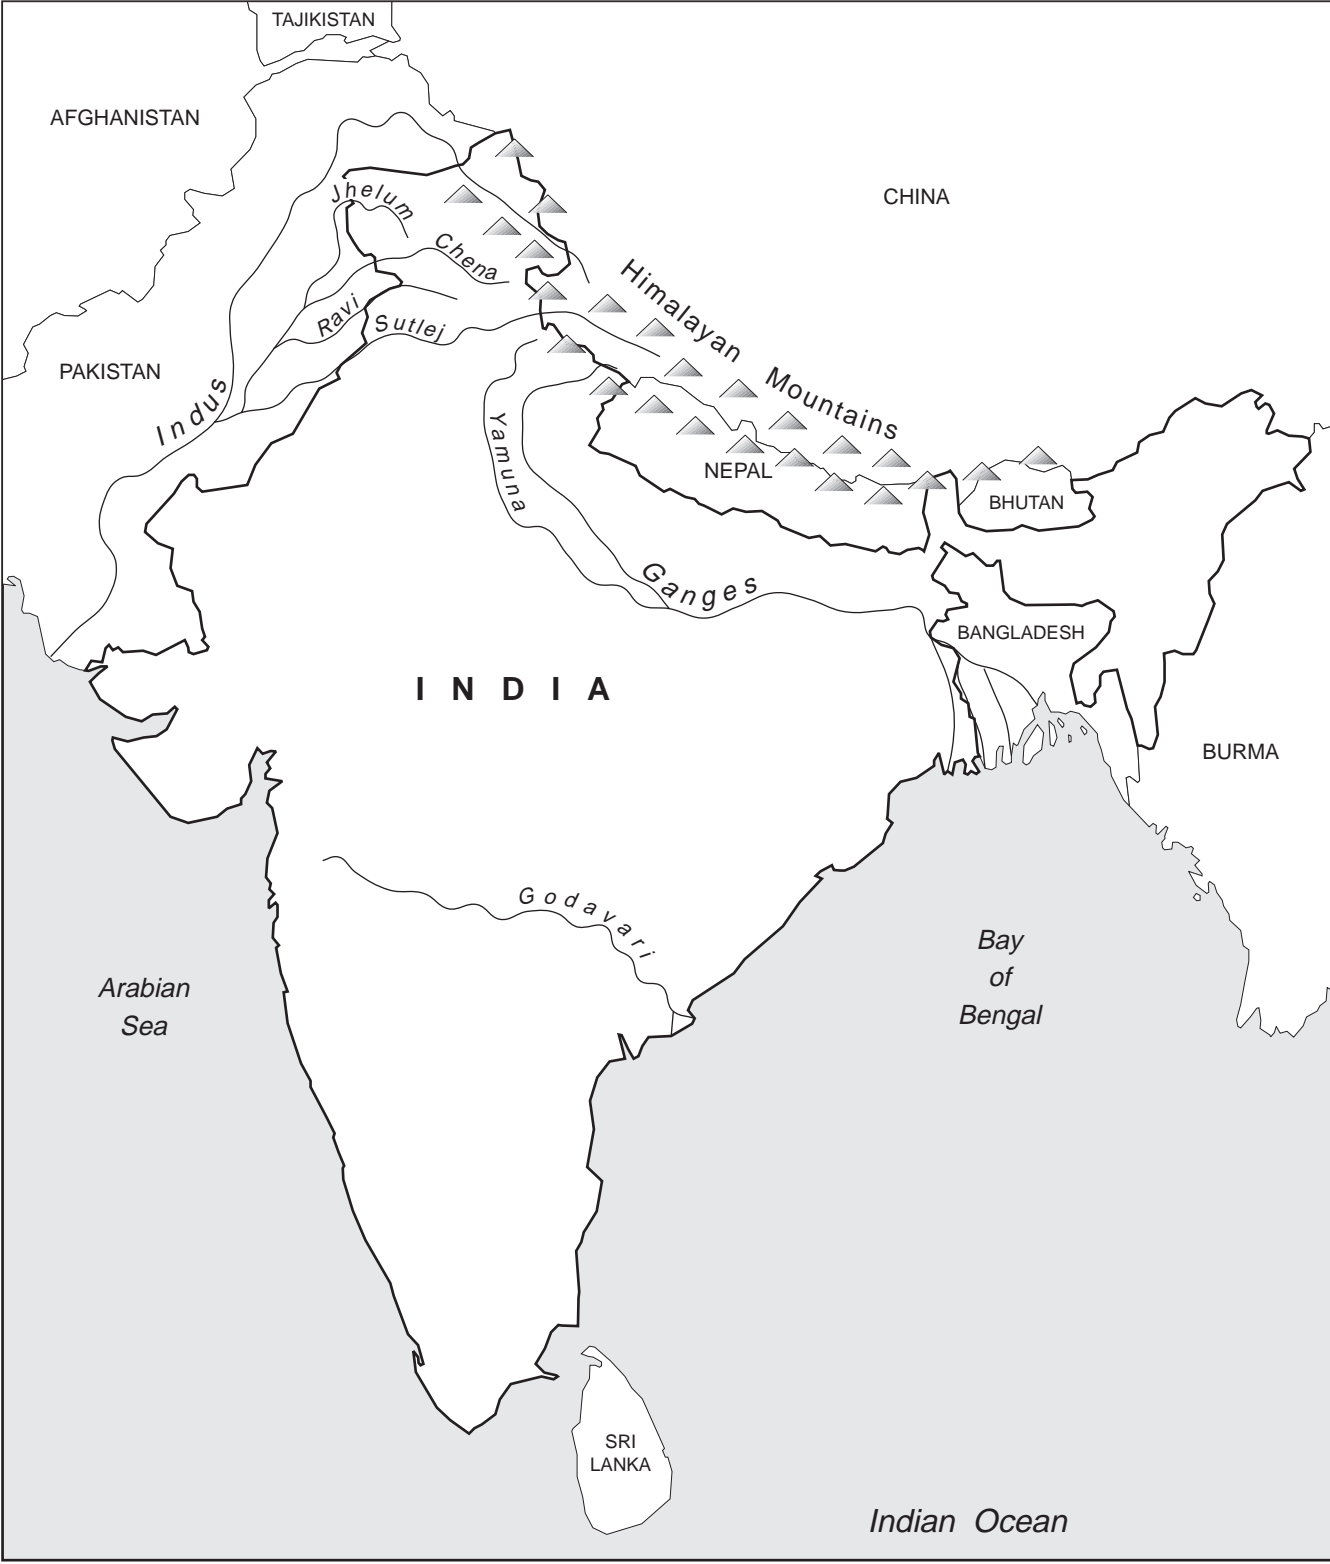 TAJIKISTAN
AFGHANISTAN
CHINA
Jhelum
Chena
Himalayan Mountains
Ravi
Sutlej
PAKISTAN
Indus
Yamuna
NEPAL
BHUTAN
Ganges
BANGLADESH
INDIA
BURMA
Godavari
Arabian
Sea
Bay
of
Bengal
SRI
LANKA
Indian Ocean